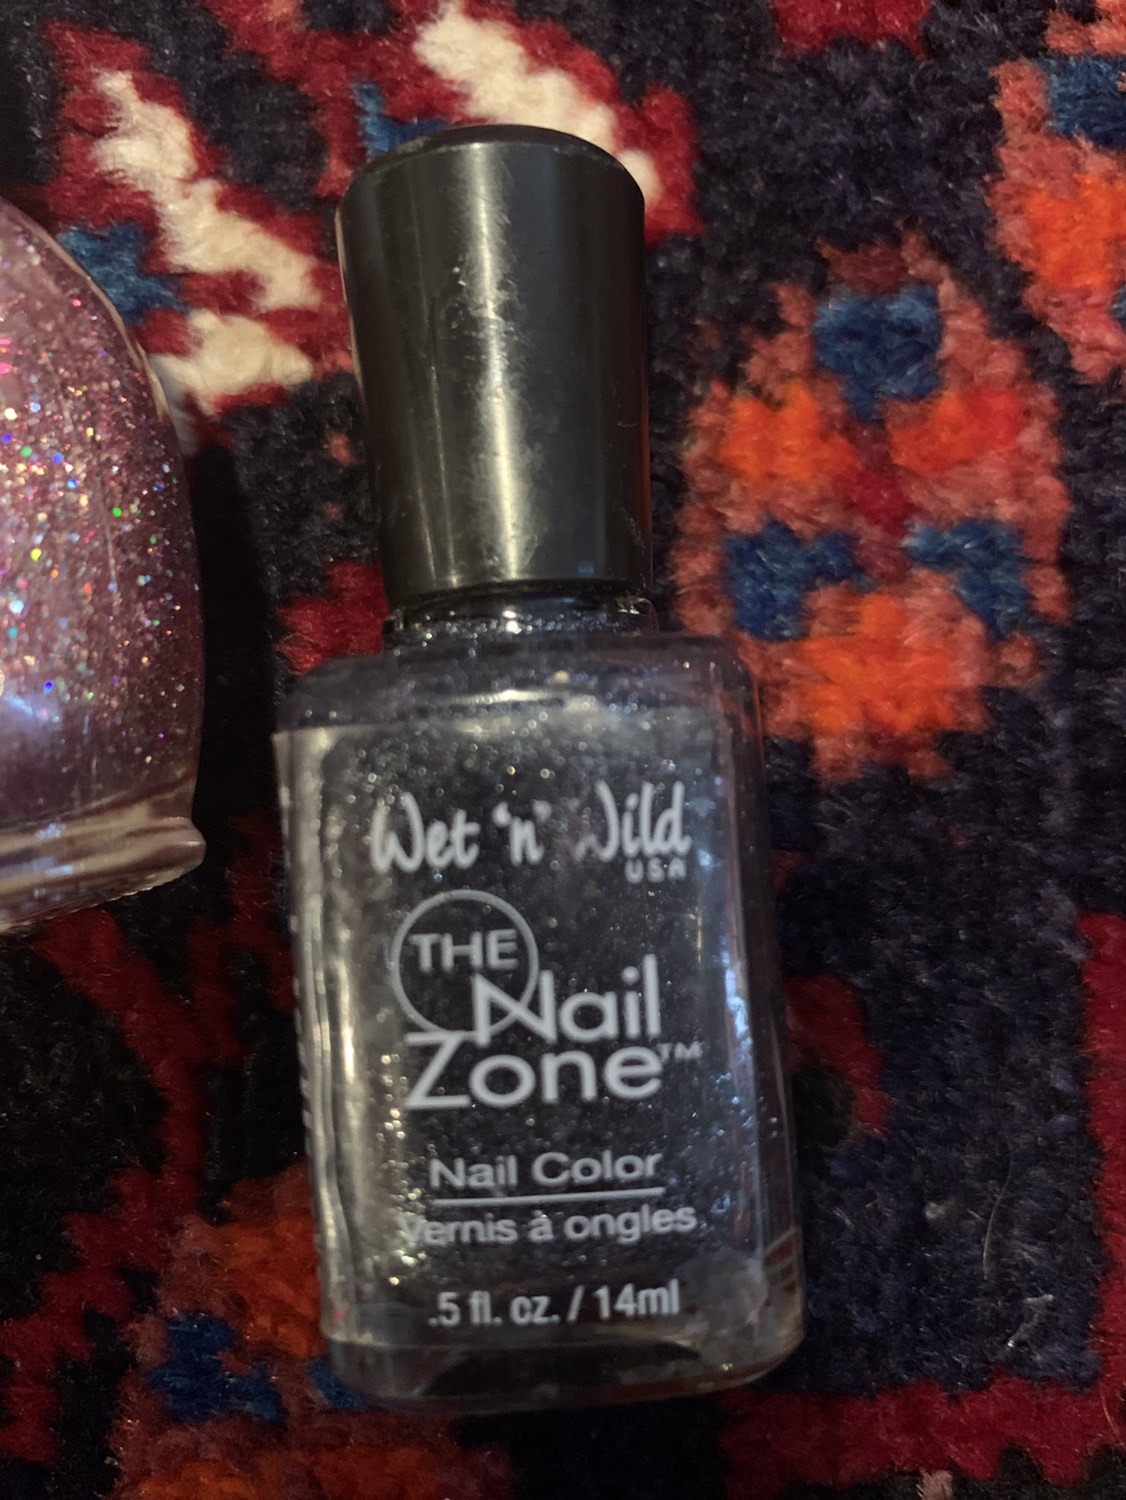 Wet 'n' Wild
USA
THE
Nail
Zone™
Nail Color
Vernis à ongles
.5 fl. oz. / 14ml